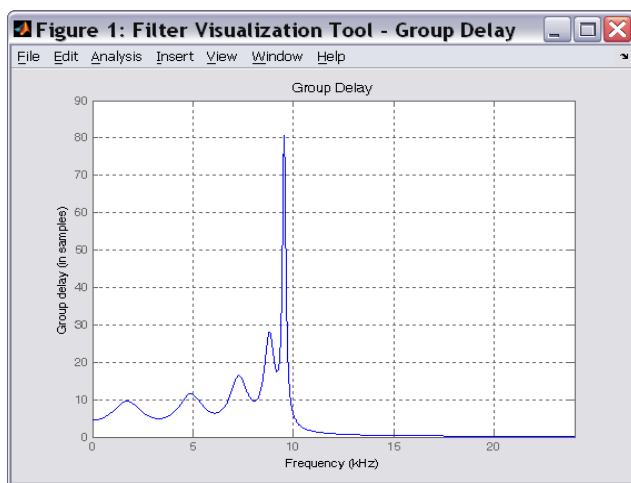 Figure 1: Filter Visualization Tool - Group Delay
File Edit Analysis Insert View Window Help
Group Delay
90
80
70
60
50
40
30
20
10
0
Group delay (in samples)
0 5 10 15 20
Frequency (kHz)